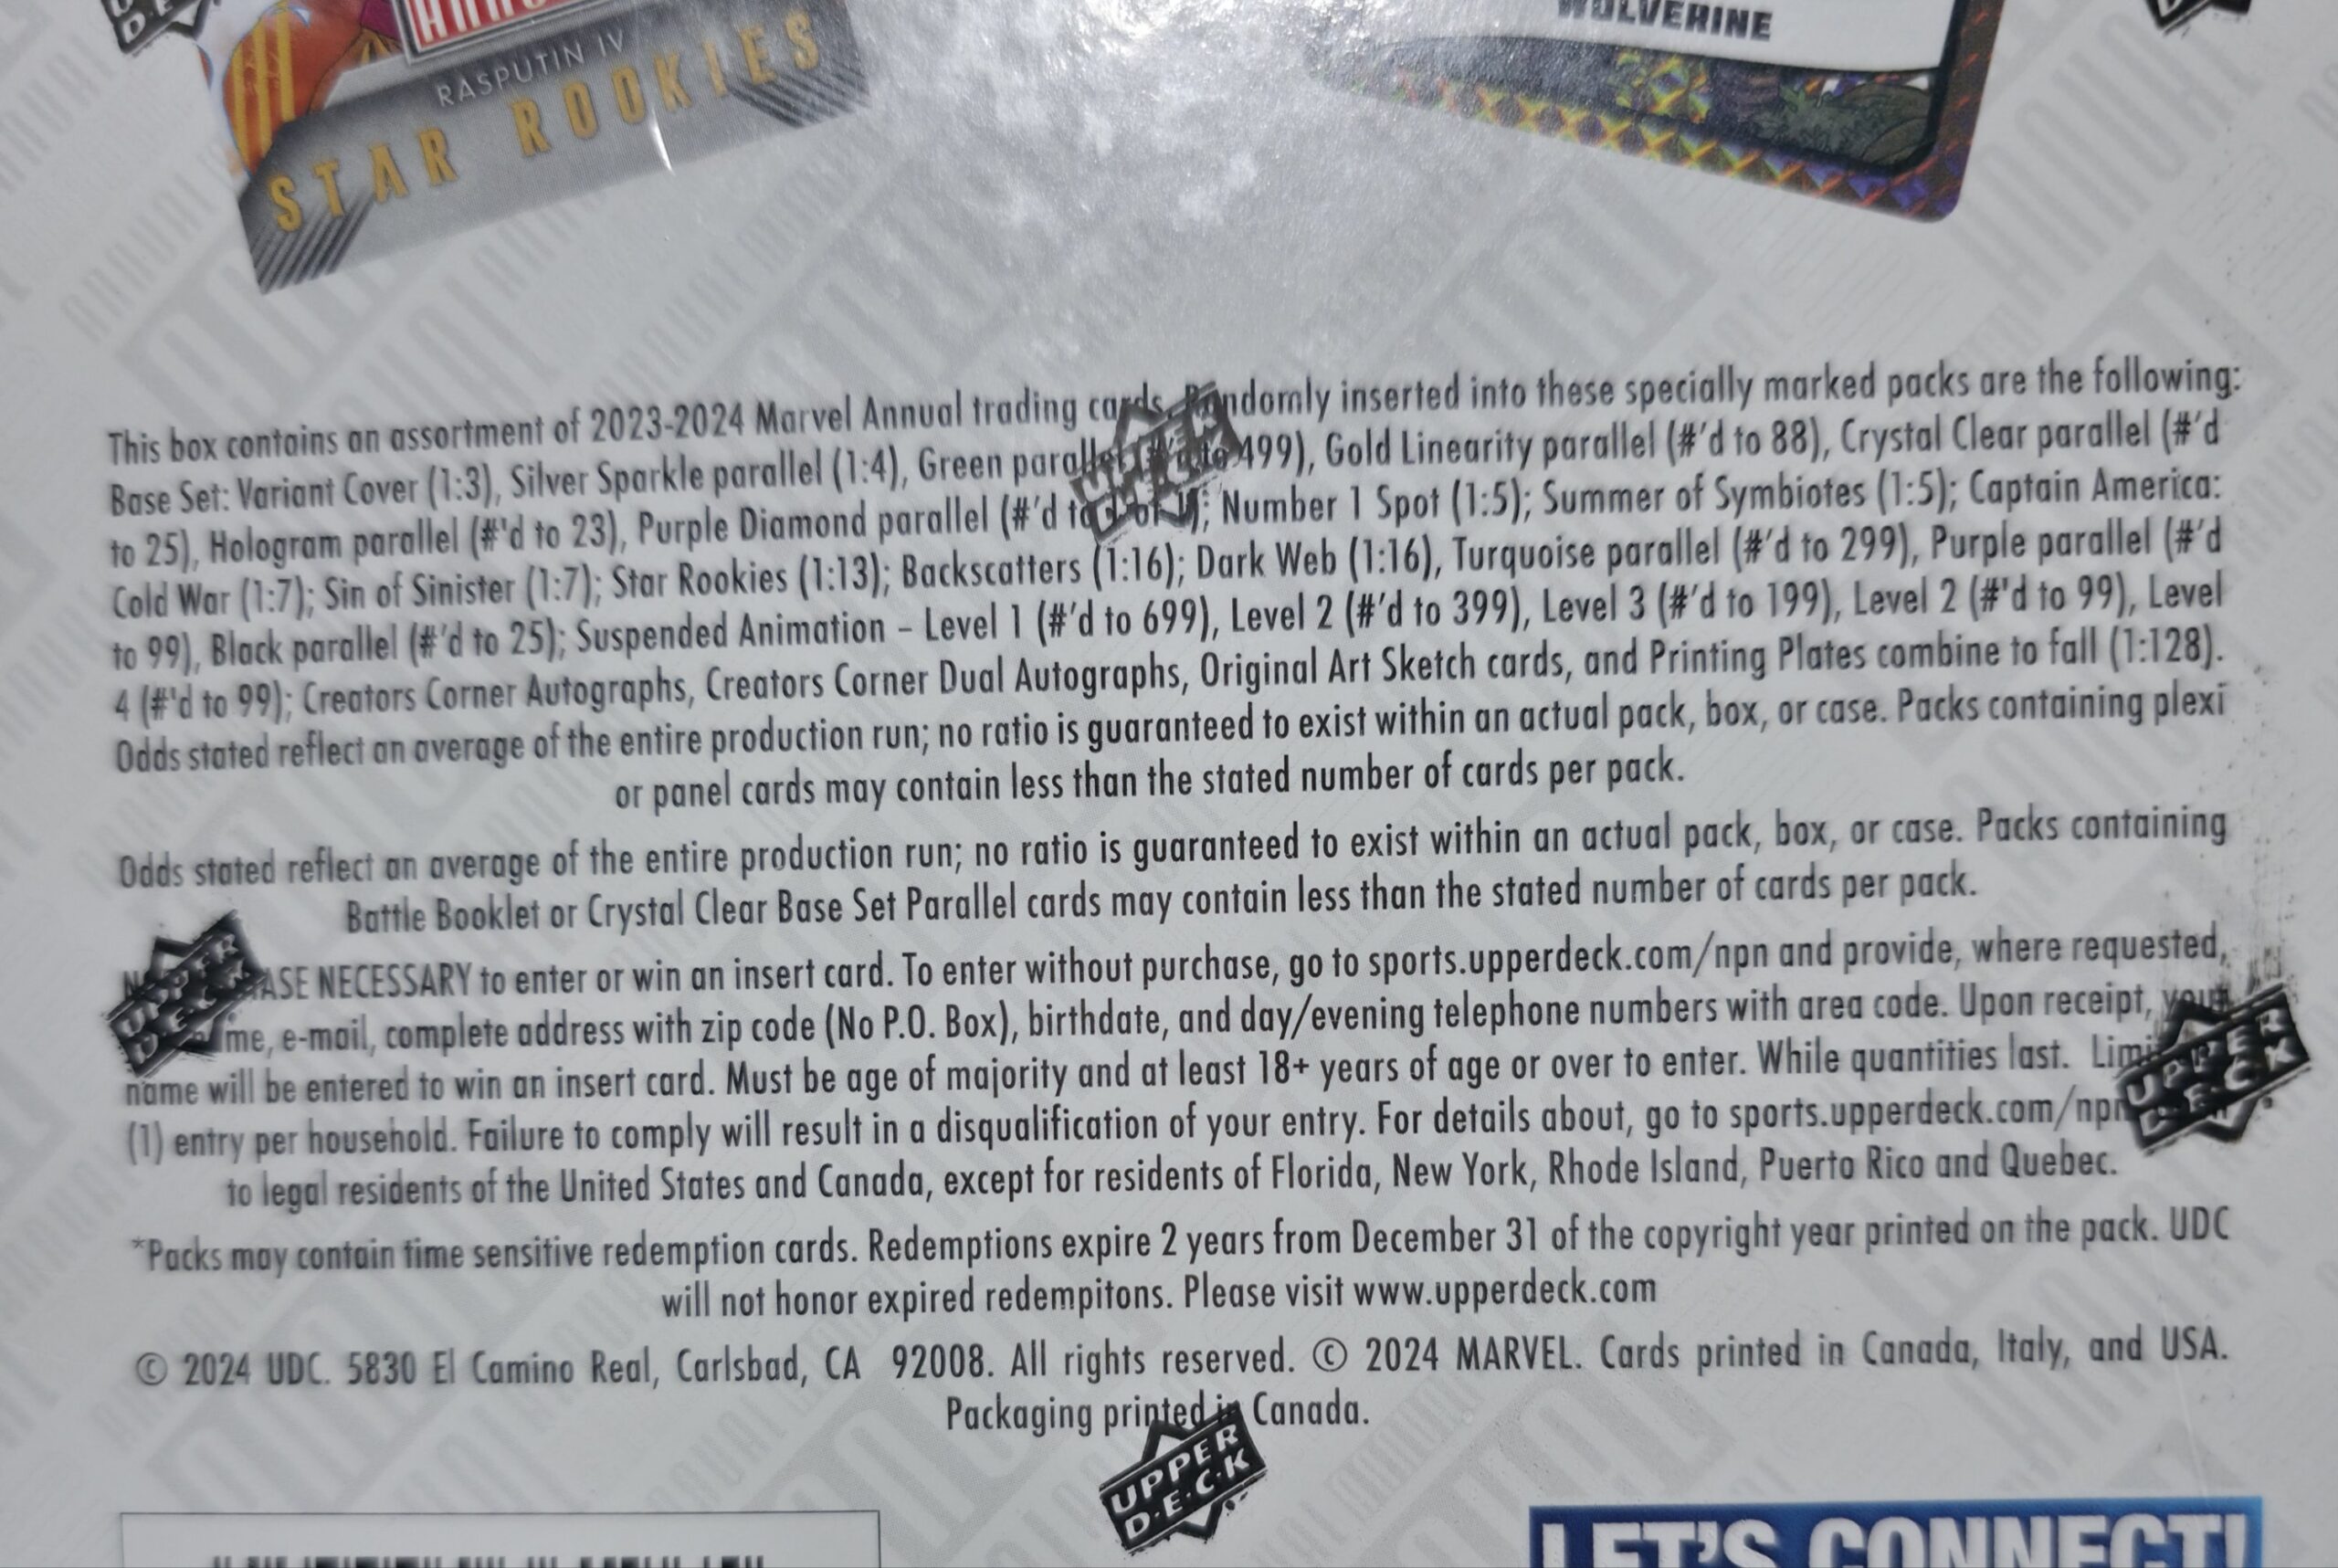 RASPUTIN IV
STAR ROOKIES
WOLVERINE
This box contains an assortment of 2023-2024 Marvel Annual trading cards. Randomly inserted into these specially marked packs are the following:
Base Set: Variant Cover (1:3), Silver Sparkle parallel (1:4), Green parallel (#'d to 499), Gold Linearity parallel (#'d to 88), Crystal Clear parallel (#'d
to 25), Hologram parallel (#'d to 23), Purple Diamond parallel (#'d to 1 of 1); Number 1 Spot (1:5); Summer of Symbiotes (1:5); Captain America:
Cold War (1:7); Sin of Sinister (1:7); Star Rookies (1:13); Backscatters (1:16); Dark Web (1:16), Turquoise parallel (#'d to 299), Purple parallel (#'d
to 99), Black parallel (#'d to 25); Suspended Animation – Level 1 (#'d to 699), Level 2 (#'d to 399), Level 3 (#'d to 199), Level 2 (#'d to 99), Level
4 (#'d to 99); Creators Corner Autographs, Creators Corner Dual Autographs, Original Art Sketch cards, and Printing Plates combine to fall (1:128).
Odds stated reflect an average of the entire production run; no ratio is guaranteed to exist within an actual pack, box, or case. Packs containing plexi
or panel cards may contain less than the stated number of cards per pack.
Odds stated reflect an average of the entire production run; no ratio is guaranteed to exist within an actual pack, box, or case. Packs containing
Battle Booklet or Crystal Clear Base Set Parallel cards may contain less than the stated number of cards per pack.
NECESSARY to enter or win an insert card. To enter without purchase, go to sports.upperdeck.com/npn and provide, where requested,
e-mail, complete address with zip code (No P.O. Box), birthdate, and day/evening telephone numbers with area code. Upon receipt, your
name will be entered to win an insert card. Must be age of majority and at least 18+ years of age or over to enter. While quantities last.
(1) entry per household. Failure to comply will result in a disqualification of your entry. For details about, go to sports.upperdeck.com/npn
to legal residents of the United States and Canada, except for residents of Florida, New York, Rhode Island, Puerto Rico and Quebec.
*Packs may contain time sensitive redemption cards. Redemptions expire 2 years from December 31 of the copyright year printed on the pack. UDC
will not honor expired redempitons. Please visit www.upperdeck.com
© 2024 UDC. 5830 El Camino Real, Carlsbad, CA 92008. All rights reserved. © 2024 MARVEL. Cards printed in Canada, Italy, and USA.
Packaging printed in Canada.
UPPER
DECK
LET'S CONNECT!